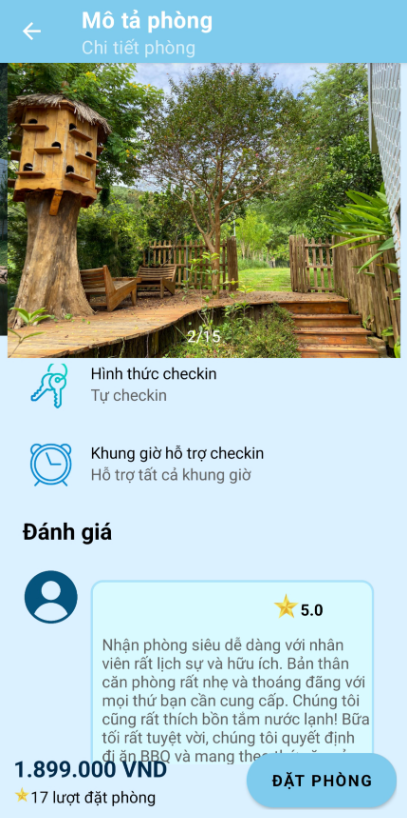 Mô tả phòng
Chi tiết phòng
2/15
Hình thức checkin
Tự checkin
Khung giờ hỗ trợ checkin
Hỗ trợ tất cả khung giờ
Đánh giá
5.0
Nhận phòng siêu dễ dàng với nhân
viên rất lịch sự và hữu ích. Bản thân
căn phòng rất nhẹ và thoáng đãng với
mọi thứ bạn cần cung cấp. Chúng tôi
cũng rất thích bồn tắm nước lạnh! Bữa
tối rất tuyệt vời, chúng tôi quyết định
đi ăn BBQ và mang theo
1.899.000 VND
17 lượt đặt phòng
ĐẶT PHÒNG